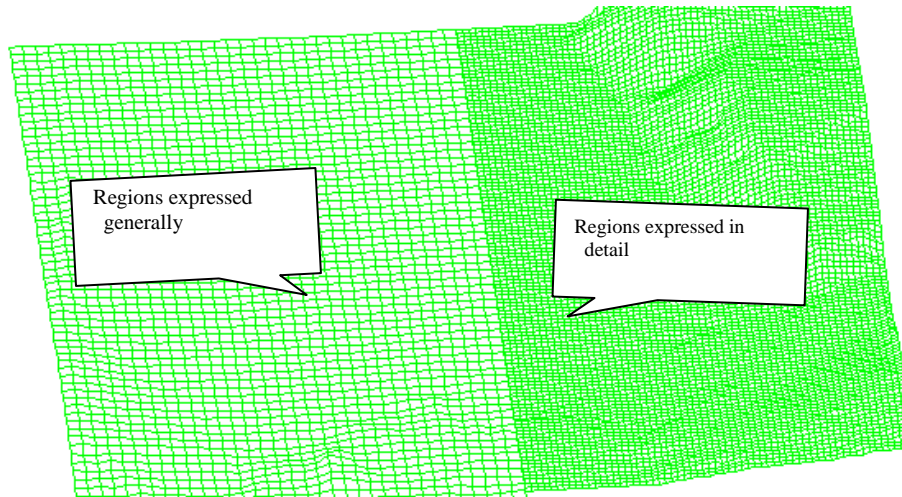 Regions expressed
generally
Regions expressed in
detail